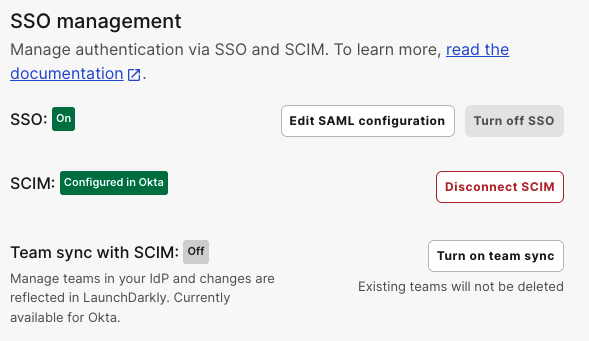 SSO management
Manage authentication via SSO and SCIM. To learn more, read the
documentation.
SSO: On Edit SAML configuration Turn off SSO
SCIM: Configured in Okta Disconnect SCIM
Team sync with SCIM: Off Turn on team sync
Manage teams in your IdP and changes are
reflected in LaunchDarkly. Currently
available for Okta.
Existing teams will not be deleted